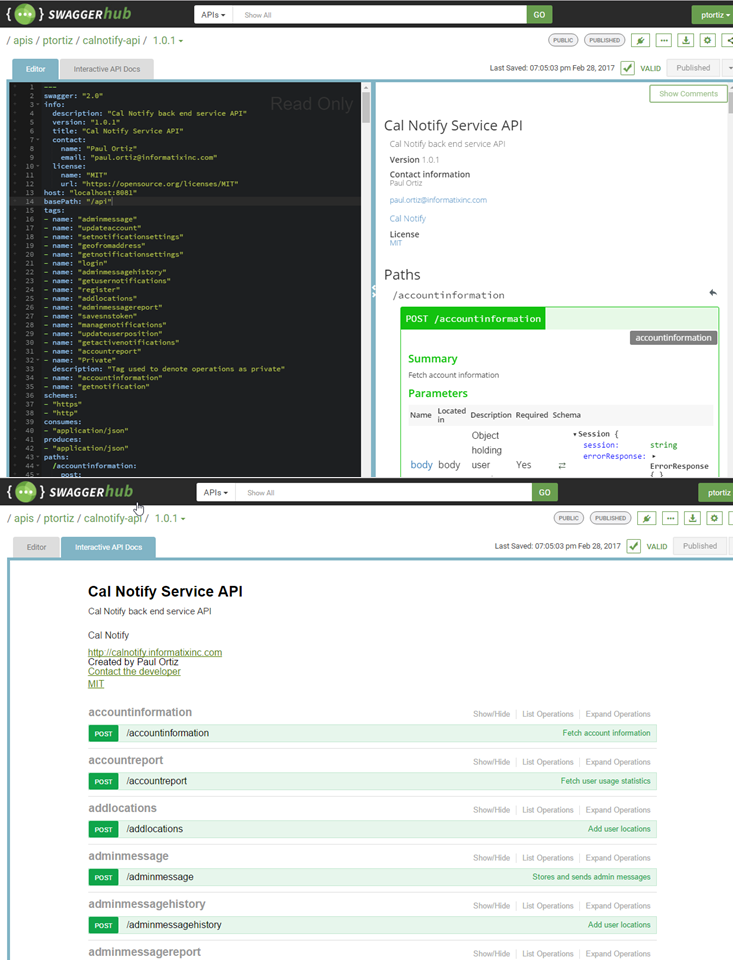 { ••• } SWAGGERhub APIs Show All GO ptortiz
/ apis / ptortiz / calnotify-api / 1.0.1 PUBLIC PUBLISHED
Editor Interactive API Docs Last Saved: 07:05:03 pm Feb 28, 2017 VALID Published
Read Only
1 ---
2 swagger: "2.0"
3 info:
4 description: "Cal Notify back end service API"
5 version: "1.0.1"
6 title: "Cal Notify Service API"
7 contact:
8 name: "Paul Ortiz"
9 email: "paul.ortiz@informatixinc.com"
10 license:
11 name: "MIT"
12 url: "https://opensource.org/licenses/MIT"
13 host: "localhost:8081"
14 basePath: "/api"
15 tags:
16 - name: "adminmessage"
17 - name: "updateaccount"
18 - name: "setnotificationsettings"
19 - name: "geofromaddress"
20 - name: "getnotificationsettings"
21 - name: "login"
22 - name: "adminmessagehistory"
23 - name: "getusernotifications"
24 - name: "register"
25 - name: "addlocations"
26 - name: "adminmessagereport"
27 - name: "savesnstoken"
28 - name: "managenotifications"
29 - name: "updateuserposition"
30 - name: "getactivenotifications"
31 - name: "accountreport"
32 - name: "Private"
33 description: "Tag used to denote operations as private"
34 - name: "accountinformation"
35 - name: "getnotification"
36 schemes:
37 - "https"
38 - "http"
39 consumes:
40 - "application/json"
41 produces:
42 - "application/json"
43 paths:
44 /accountinformation:
45 post:
Show Comments
Cal Notify Service API
Cal Notify back end service API
Version 1.0.1
Contact information
Paul Ortiz
paul.ortiz@informatixinc.com
Cal Notify
License
MIT
Paths
/accountinformation
POST /accountinformation
accountinformation
Summary
Fetch account information
Parameters
Name Located in Description Required Schema
body body Object holding user Yes
Session {
session: string
errorResponse:
ErrorResponse
{ }
{ ••• } SWAGGERhub APIs Show All GO ptortiz
/ apis / ptortiz / calnotify-api / 1.0.1 PUBLIC PUBLISHED
Editor Interactive API Docs Last Saved: 07:05:03 pm Feb 28, 2017 VALID Published
Cal Notify Service API
Cal Notify back end service API
Cal Notify
http://calnotify.informatixinc.com
Created by Paul Ortiz
Contact the developer
MIT
accountinformation Show/Hide List Operations Expand Operations
POST /accountinformation Fetch account information
accountreport Show/Hide List Operations Expand Operations
POST /accountreport Fetch user usage statistics
addlocations Show/Hide List Operations Expand Operations
POST /addlocations Add user locations
adminmessage Show/Hide List Operations Expand Operations
POST /adminmessage Stores and sends admin messages
adminmessagehistory Show/Hide List Operations Expand Operations
POST /adminmessagehistory Add user locations
adminmessagereport Show/Hide List Operations Expand Operations